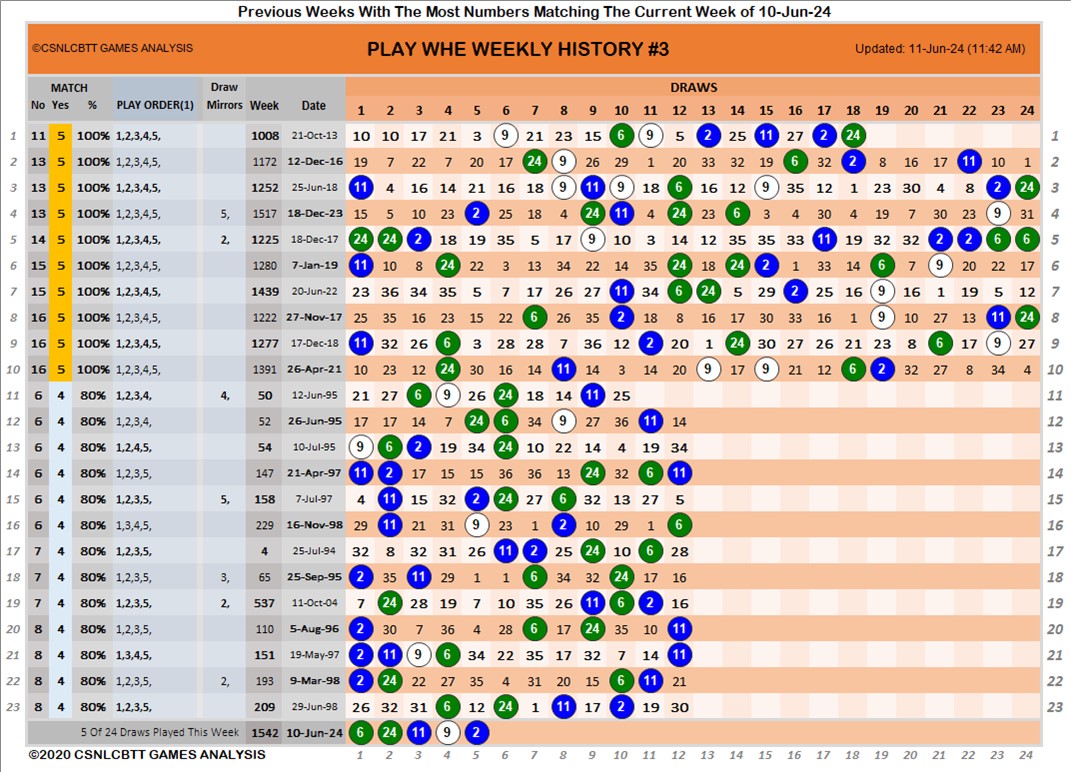 Previous Weeks With The Most Numbers Matching The Current Week of 10-Jun-24
©CSNLCBTT GAMES ANALYSIS PLAY WHE WEEKLY HISTORY #3 Updated: 11-Jun-24 (11:42 AM)
MATCH Draw DRAWS
No Yes % PLAY ORDER(1) Mirrors Week Date 1 2 3 4 5 6 7 8 9 10 11 12 13 14 15 16 17 18 19 20 21 22 23 24
1 11 5 100% 1,2,3,4,5, 1008 21-Oct-13 10 10 17 21 3 9 21 23 15 6 9 5 2 25 11 27 2 24 1
2 13 5 100% 1,2,3,4,5, 1172 12-Dec-16 19 7 22 7 20 17 24 9 26 29 1 20 33 32 19 6 32 2 8 16 17 11 10 1 2
3 13 5 100% 1,2,3,4,5, 1252 25-Jun-18 11 4 16 14 21 16 18 9 11 9 18 6 16 12 9 35 12 1 23 30 4 8 2 24 3
4 13 5 100% 1,2,3,4,5, 5, 1517 18-Dec-23 15 5 10 23 2 25 18 4 24 11 4 24 23 6 3 4 30 4 19 7 30 23 9 31 4
5 14 5 100% 1,2,3,4,5, 2, 1225 18-Dec-17 24 24 2 18 19 35 5 17 9 10 3 14 12 35 35 33 11 19 32 32 2 2 6 6 5
6 15 5 100% 1,2,3,4,5, 1280 7-Jan-19 11 10 8 24 22 1 13 34 22 14 35 24 18 24 2 1 33 14 6 7 9 20 22 17 6
7 15 5 100% 1,2,3,4,5, 1439 20-Jun-22 23 36 34 35 5 7 17 26 27 11 34 6 24 5 29 2 25 16 9 16 1 19 5 12 7
8 16 5 100% 1,2,3,4,5, 1222 27-Nov-17 25 35 16 23 15 22 6 26 35 2 18 8 16 17 30 33 16 1 9 10 27 13 11 24 8
9 16 5 100% 1,2,3,4,5, 1277 17-Dec-18 11 32 26 6 3 28 28 7 36 12 2 20 1 24 30 27 26 21 23 8 6 17 9 27 9
10 16 5 100% 1,2,3,4,5, 1391 26-Apr-21 10 23 12 24 30 16 14 11 14 3 14 20 9 17 9 21 12 6 2 32 27 8 34 4 10
11 6 4 80% 1,2,3,4, 4, 50 12-Jun-95 21 27 6 9 26 24 18 14 11 25 11
12 6 4 80% 1,2,3,4, 52 26-Jun-95 17 17 14 7 24 6 34 9 27 36 11 14 12
13 6 4 80% 1,2,4,5, 54 10-Jul-95 9 6 2 19 34 24 10 22 14 4 19 34 13
14 6 4 80% 1,2,3,5, 147 21-Apr-97 11 2 17 15 15 36 36 13 24 32 6 11 14
15 6 4 80% 1,2,3,5, 5, 158 7-Jul-97 4 11 15 32 2 24 27 6 32 13 27 5 15
16 6 4 80% 1,3,4,5, 229 16-Nov-98 29 11 21 31 9 23 1 2 10 29 1 6 16
17 7 4 80% 1,2,3,5, 4 25-Jul-94 32 8 32 31 26 11 2 25 24 10 6 28 17
18 7 4 80% 1,2,3,5, 3, 65 25-Sep-95 2 35 11 29 1 1 6 34 32 24 17 16 18
19 7 4 80% 1,2,3,5, 2, 537 11-Oct-04 7 24 28 19 7 10 35 26 11 6 2 16 19
20 8 4 80% 1,2,3,5, 110 5-Aug-96 2 30 7 36 4 28 6 17 24 35 10 11 20
21 8 4 80% 1,3,4,5, 151 19-May-97 2 11 9 6 34 22 35 17 32 7 14 11 21
22 8 4 80% 1,2,3,5, 2, 193 9-Mar-98 2 24 22 27 35 4 31 20 15 6 11 21 22
23 8 4 80% 1,2,3,5, 209 29-Jun-98 26 32 31 6 12 24 1 11 17 2 19 30 23
5 Of 24 Draws Played This Week 1542 10-Jun-24 6 24 11 9 2
©2020 CSNLCBTT GAMES ANALYSIS 1 2 3 4 5 6 7 8 9 10 11 12 13 14 15 16 17 18 19 20 21 22 23 24